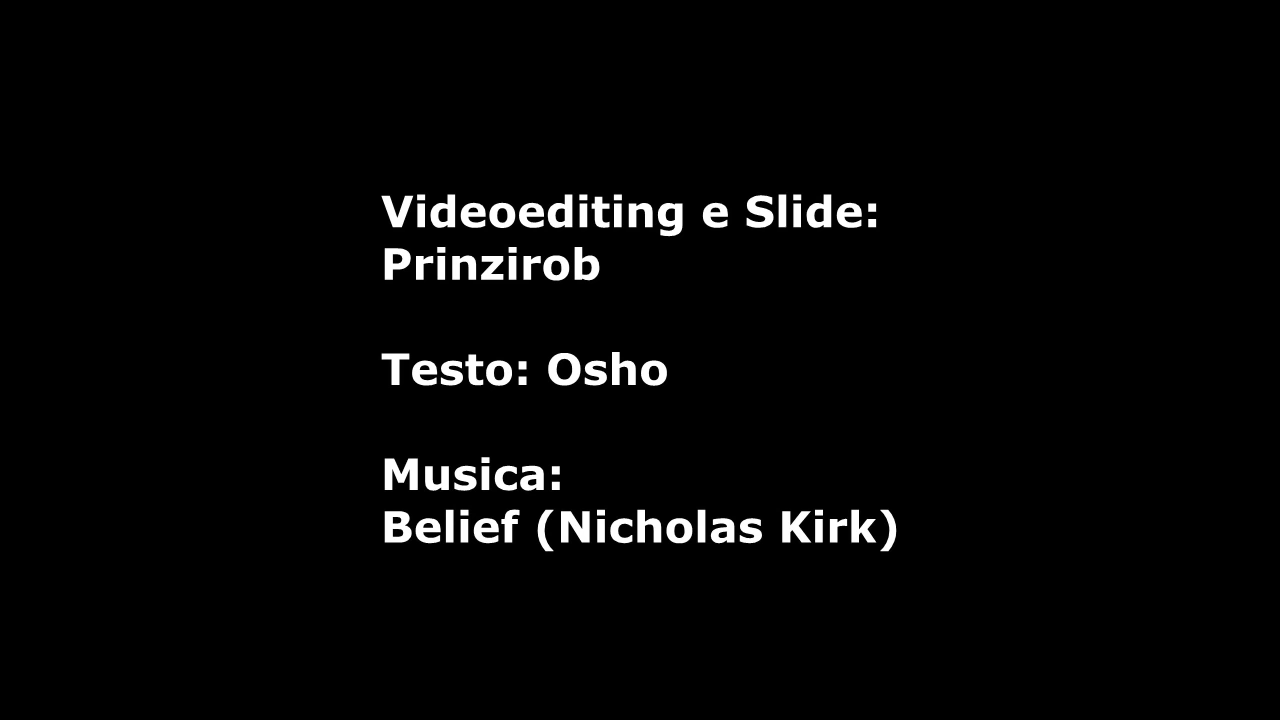 Videoediting e Slide:
Prinzirob
Testo: Osho
Musica:
Belief (Nicholas Kirk)